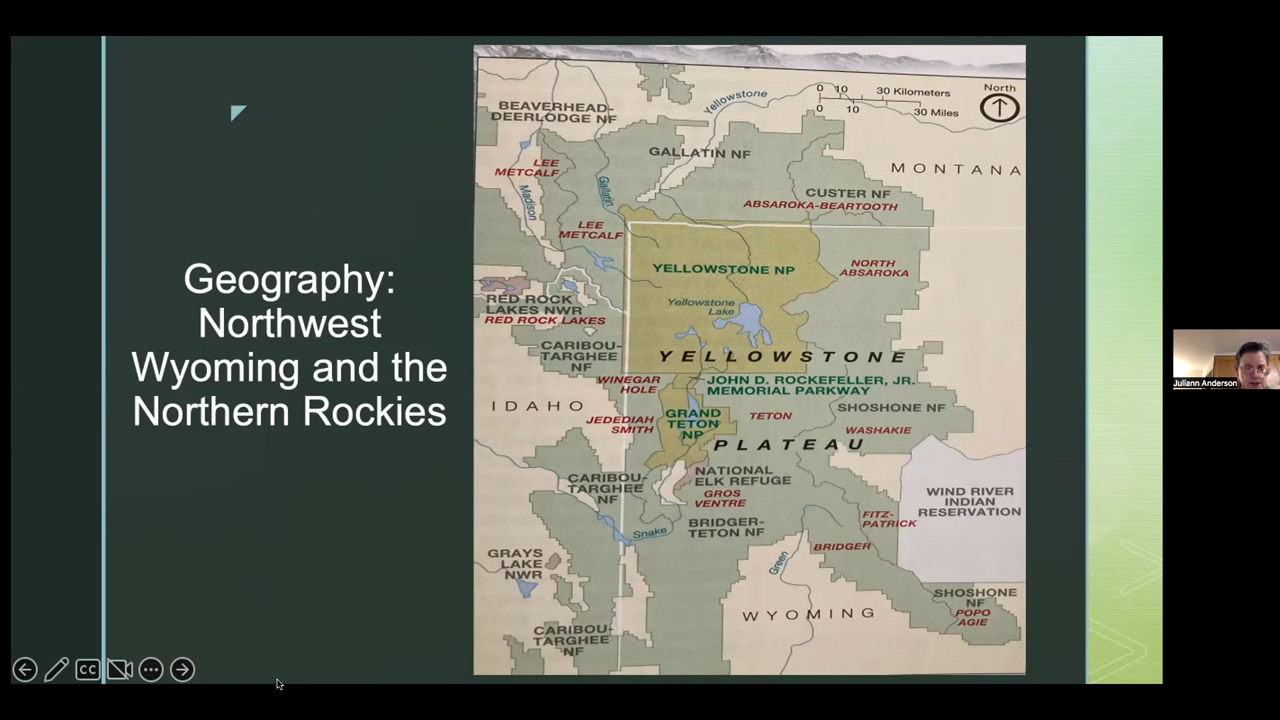 Geography:
Northwest
Wyoming and the
Northern Rockies
0 10 30 Kilometers
0 10 30 Miles
North
Yellowstone
BEAVERHEAD-
DEERLODGE NF
GALLATIN NF
MONTANA
LEE
METCALF
Madison
Gallatin
CUSTER NF
ABSAROKA-BEARTOOTH
LEE
METCALF
YELLOWSTONE NP
NORTH
ABSAROKA
RED ROCK
LAKES NWR
RED ROCK LAKES
Yellowstone
Lake
CARIBOU-
TARGHEE
NF
YELLOWSTONE
WINEGAR
HOLE
JOHN D. ROCKEFELLER, JR.
MEMORIAL PARKWAY
IDAHO
JEDEDIAH
SMITH
GRAND
TETON
NP
TETON
SHOSHONE NF
WASHAKIE
PLATEAU
CARIBOU-
TARGHEE
NF
NATIONAL
ELK REFUGE
GROS
VENTRE
WIND RIVER
INDIAN
RESERVATION
Snake
BRIDGER-
TETON NF
FITZ-
PATRICK
BRIDGER
GRAYS
LAKE
NWR
Green
WYOMING
SHOSHONE
NF
POPO
AGIE
CARIBOU-
TARGHEE
NF
CC
Juliann Anderson